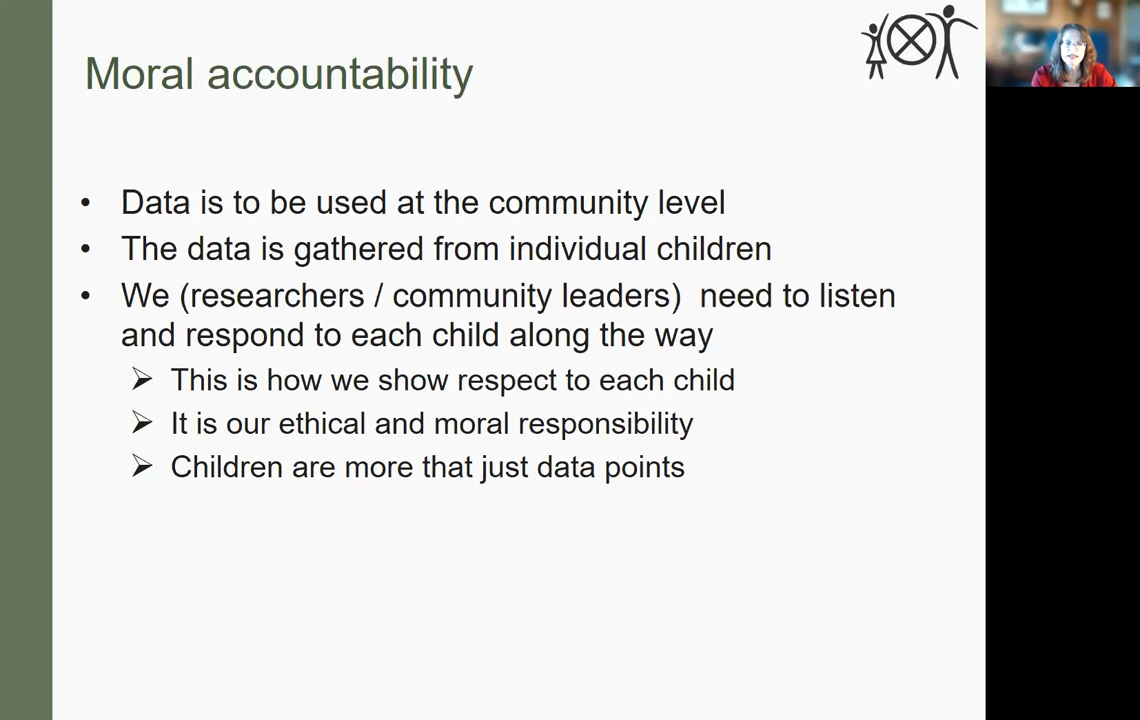 Moral accountability
• Data is to be used at the community level
• The data is gathered from individual children
• We (researchers / community leaders)  need to listen
and respond to each child along the way
➢ This is how we show respect to each child
➢ It is our ethical and moral responsibility
➢ Children are more that just data points